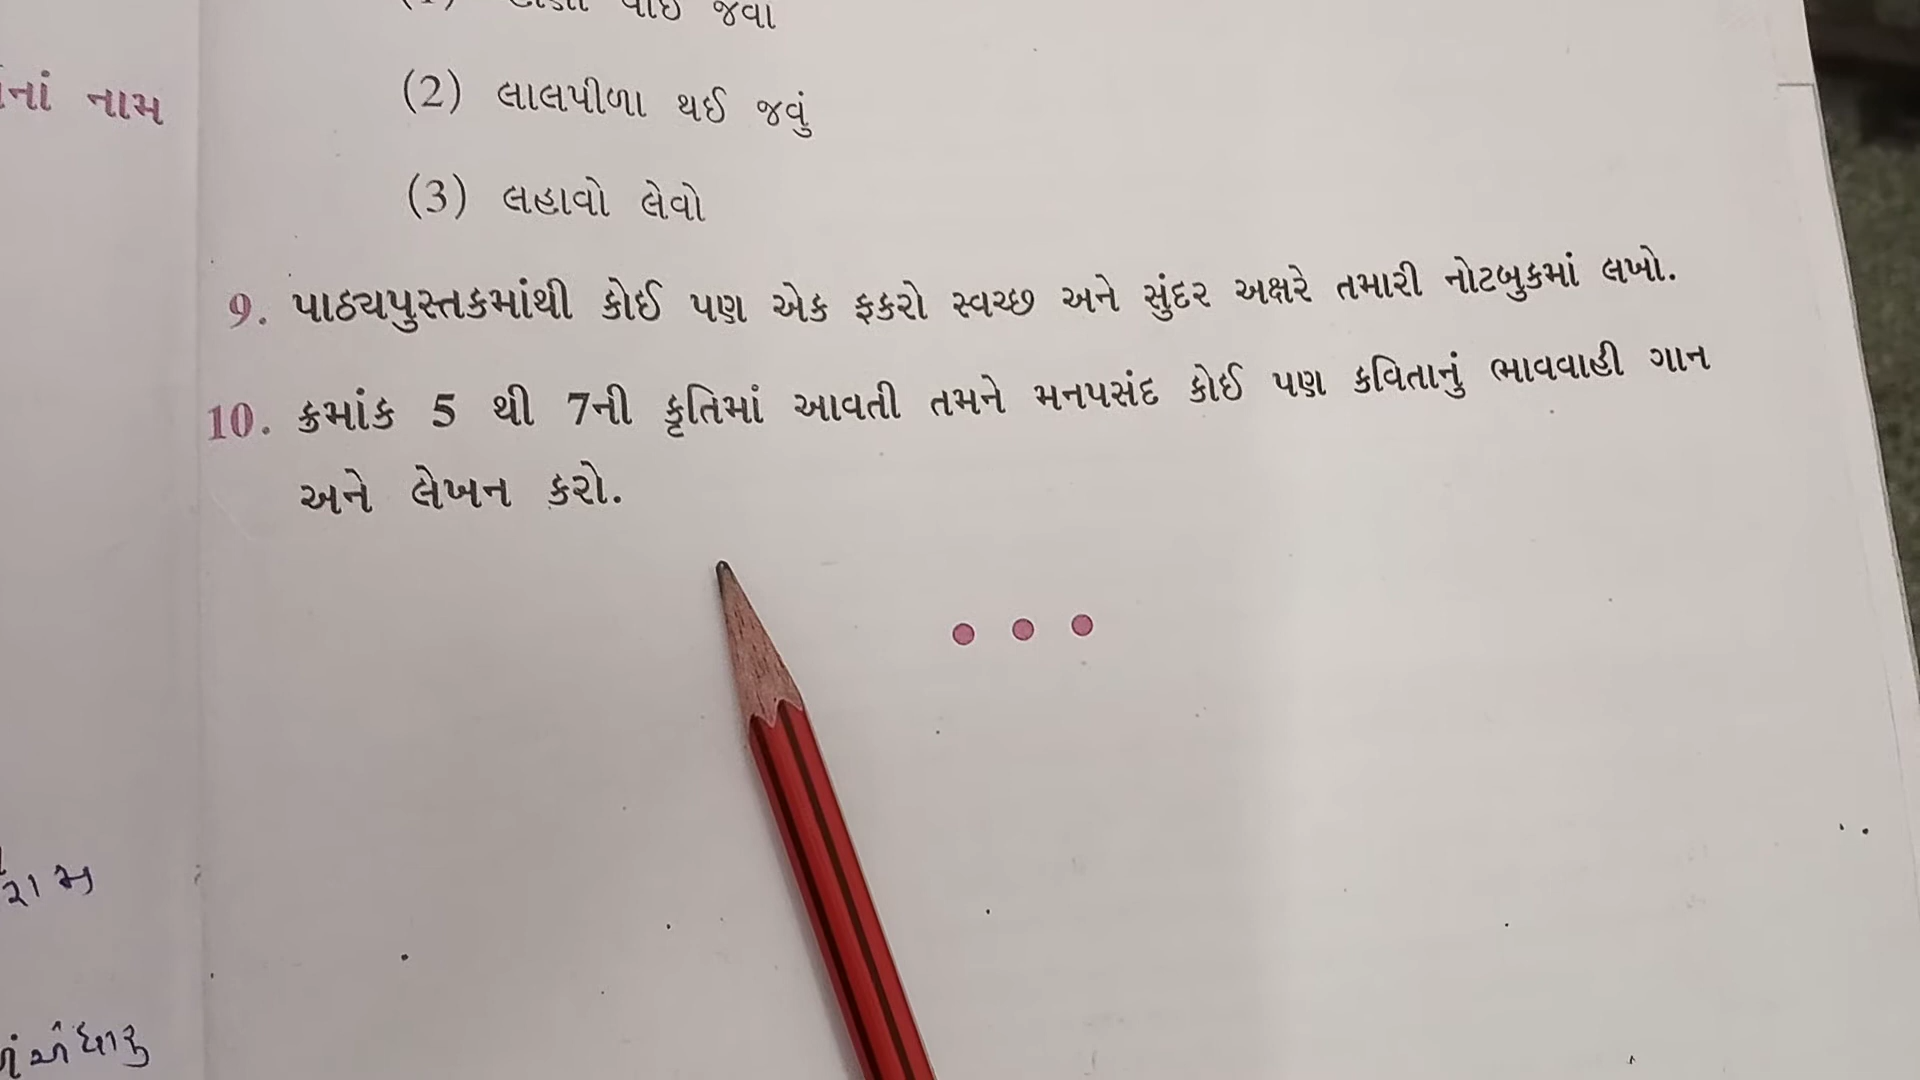 જવા
(2) લાલપીળા થઈ જવું
(3) લહાવો લેવો
9. પાઠ્યપુસ્તકમાંથી કોઈ પણ એક ફકરો સ્વચ્છ અને સુંદર અક્ષરે તમારી નોટબુકમાં લખો.
10. ક્રમાંક 5 થી 7ની કૃતિમાં આવતી તમને મનપસંદ કોઈ પણ કવિતાનું ભાવવાહી ગાન
અને લેખન કરો.
નાં નામ
રામ